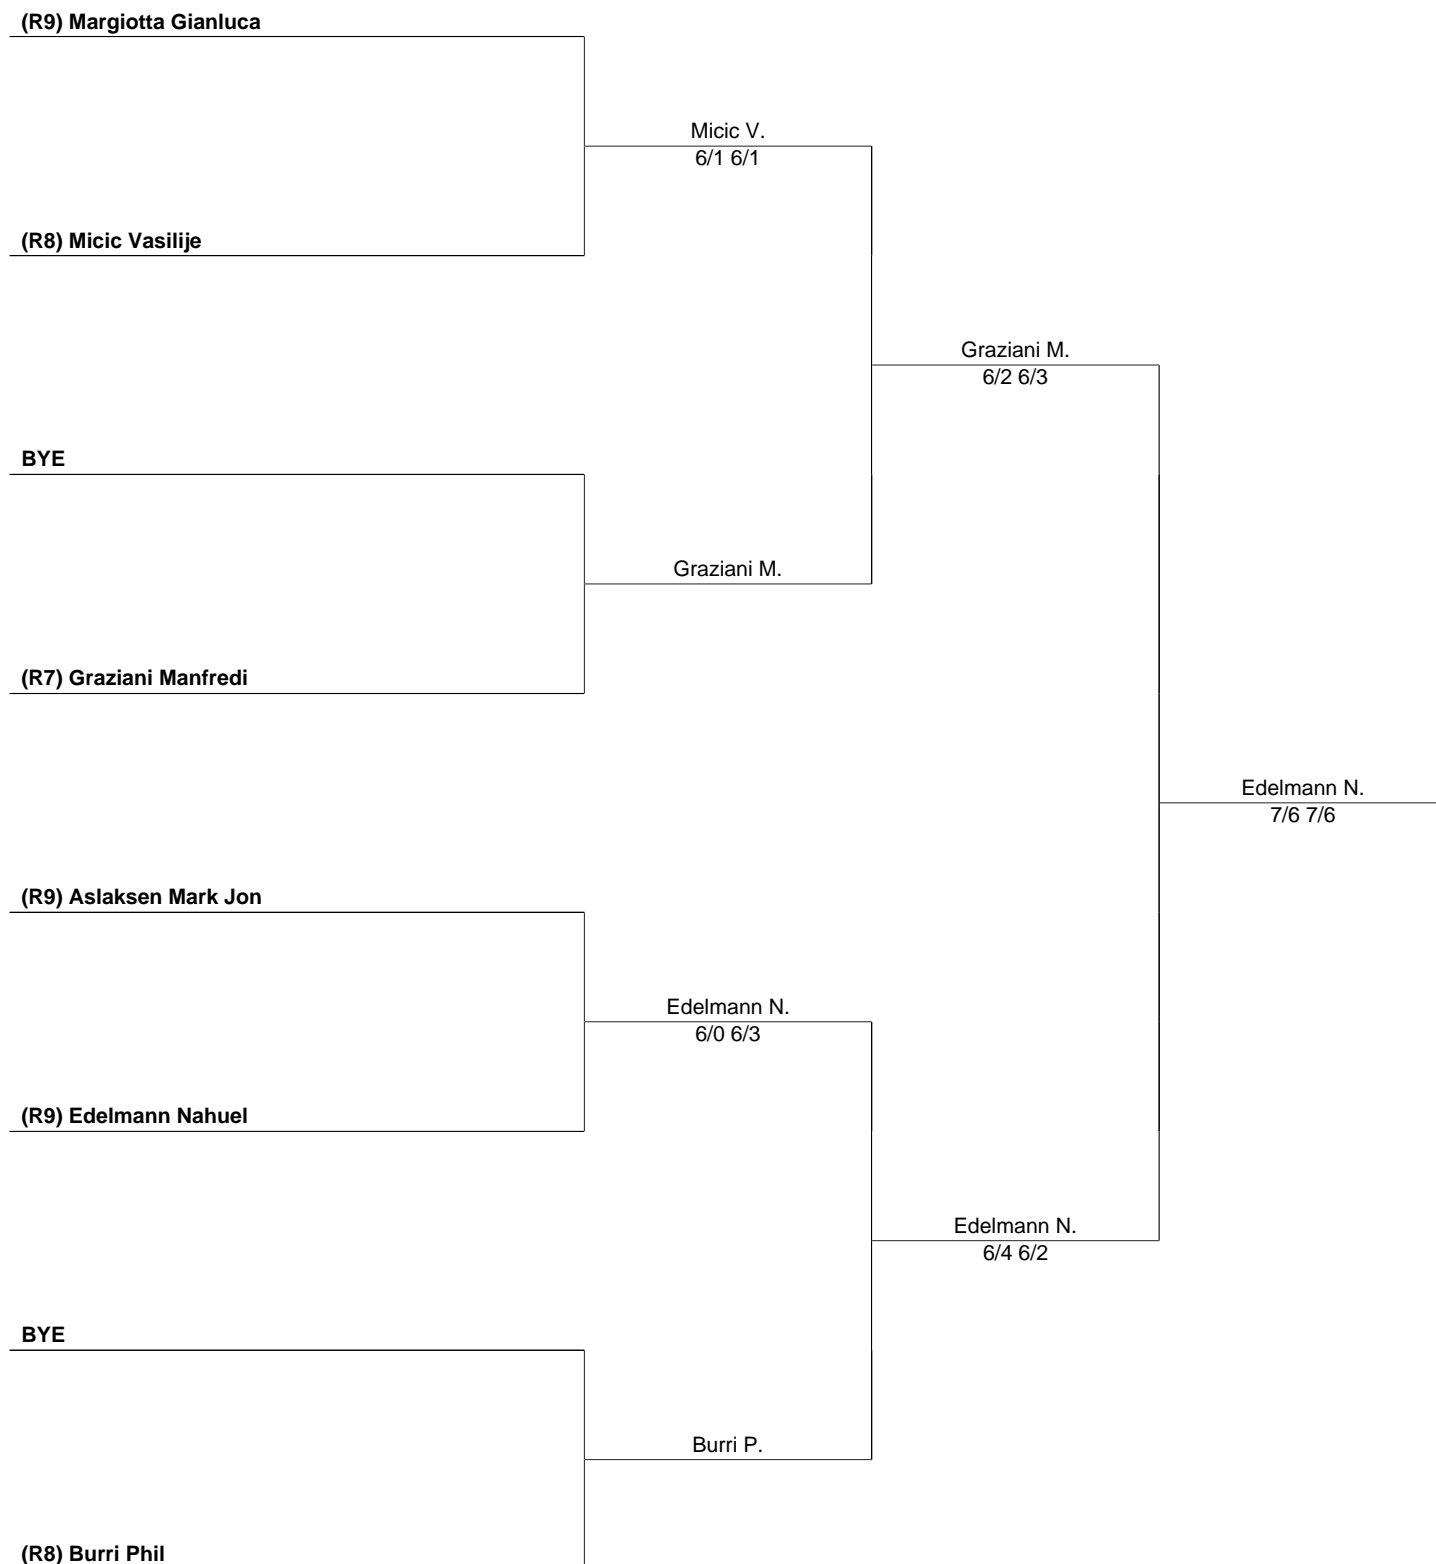 (R9) Margiotta Gianluca
Micic V.
6/1 6/1
(R8) Micic Vasilije
Graziani M.
6/2 6/3
BYE
Graziani M.
(R7) Graziani Manfredi
Edelmann N.
7/6 7/6
(R9) Aslaksen Mark Jon
Edelmann N.
6/0 6/3
(R9) Edelmann Nahuel
Edelmann N.
6/4 6/2
BYE
Burri P.
(R8) Burri Phil